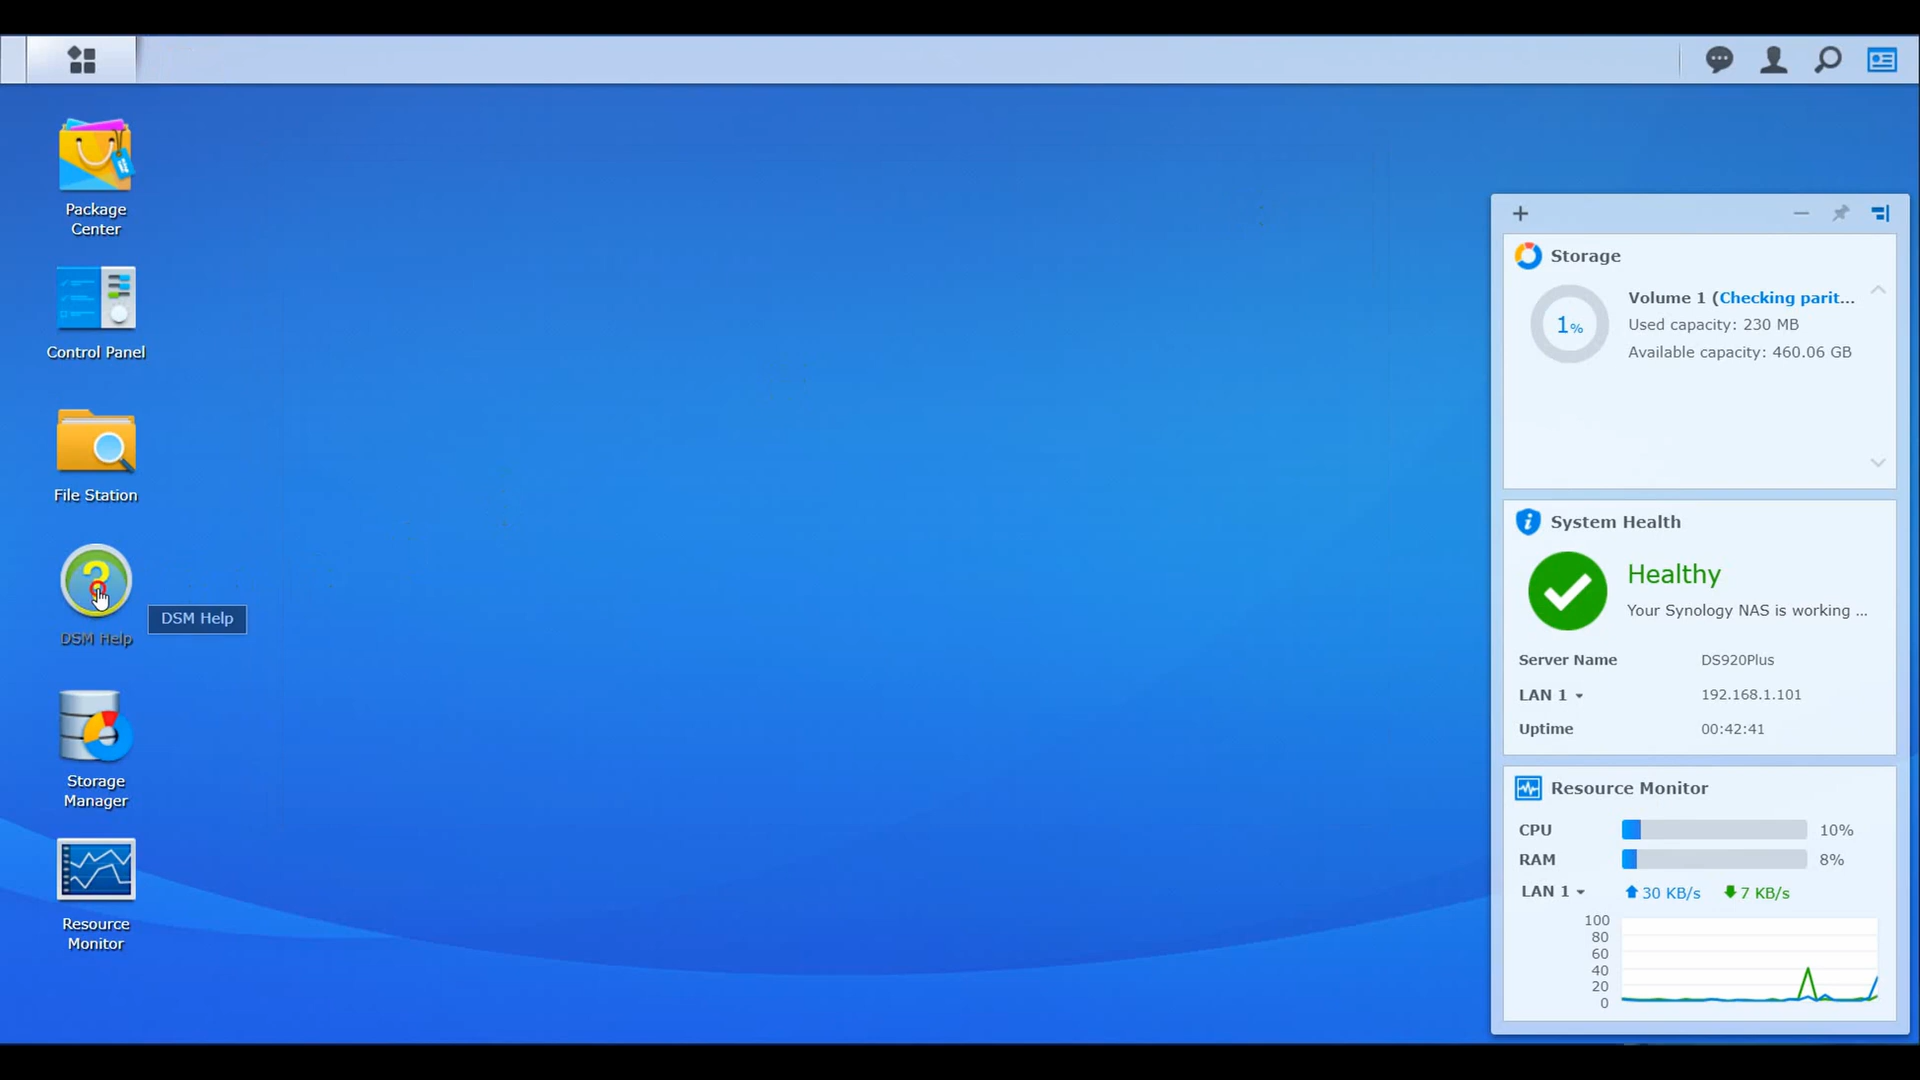 Package
Center
Control Panel
File Station
DSM Help
DSM Help
Storage
Manager
Resource
Monitor
Storage
1%
Volume 1 (Checking parit...
Used capacity: 230 MB
Available capacity: 460.06 GB
System Health
Healthy
Your Synology NAS is working ...
Server Name DS920Plus
LAN 1 192.168.1.101
Uptime 00:42:41
Resource Monitor
CPU 10%
RAM 8%
LAN 1 30 KB/s 7 KB/s
100
80
60
40
20
0